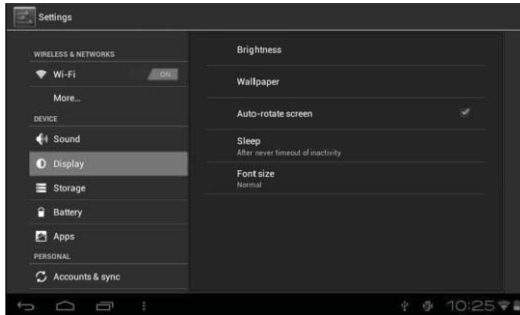 Settings
WIRELESS & NETWORKS
Wi-Fi
ON
More...
DEVICE
Sound
Display
Storage
Battery
Apps
PERSONAL
Accounts & sync
Brightness
Wallpaper
Auto-rotate screen
Sleep
After never timeout of inactivity
Font size
Normal
10:25